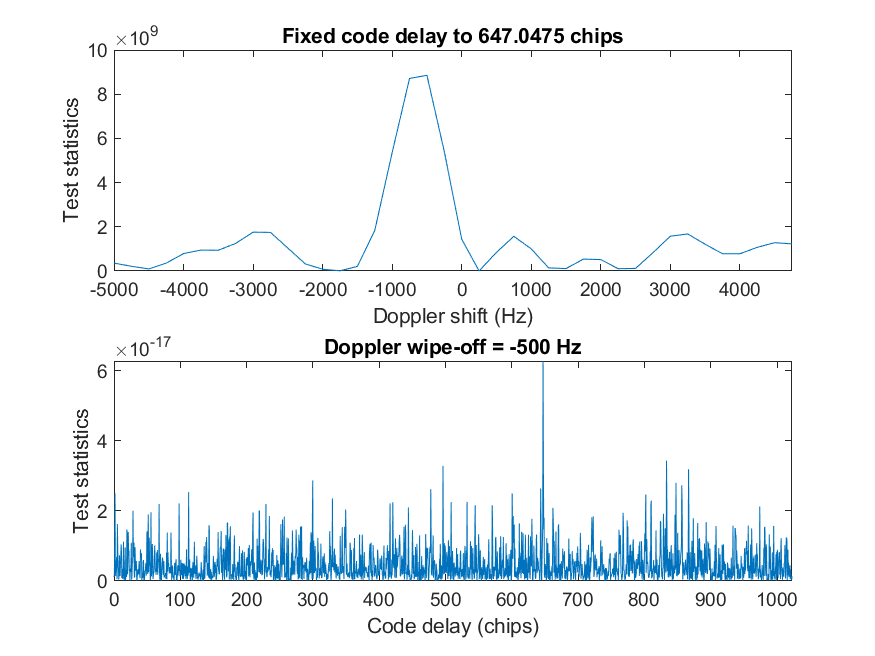 ×10⁹
Fixed code delay to 647.0475 chips
10
8
6
4
2
0
Test statistics
-5000 -4000 -3000 -2000 -1000 0 1000 2000 3000 4000
Doppler shift (Hz)
×10⁻¹⁷
Doppler wipe-off = -500 Hz
6
4
2
0
Test statistics
0 100 200 300 400 500 600 700 800 900 1000
Code delay (chips)